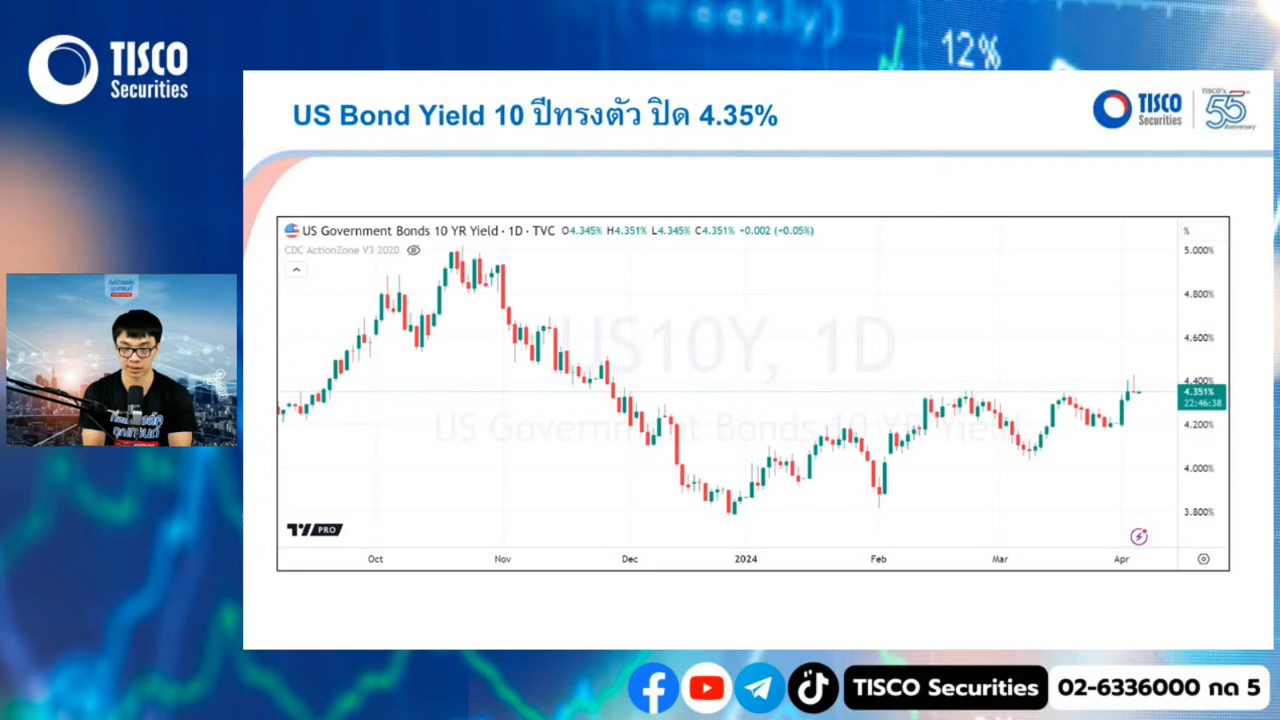 TISCO
Securities
12%
US Bond Yield 10 ปีทรงตัว ปิด 4.35%
TISCO
Securities
TISCO's
55
Anniversary
US Government Bonds 10 YR Yield · 1D · TVC O4.345% H4.351% L4.345% C4.351% +0.002 (+0.05%)
CDC ActionZone V3 2020
%
5.000%
4.800%
4.600%
4.400%
4.351%
22:46:38
4.200%
4.000%
3.800%
US10Y, 1D
US Government Bonds 10 YR Yield
PRO
Oct
Nov
Dec
2024
Feb
Mar
Apr
TISCO Securities
02-6336000 กด 5